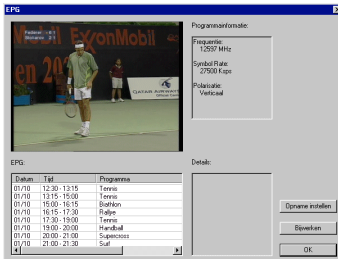 EPG
Programmainformatie:
Mobil ExxonMobil
Frequentie:
12597 MHz
Symbol Rate:
27500 Ksps
Polarisatie:
Verticaal
QATAR AIRWAYS
EPG:
Details:
Datum Tijd Programma
01/10 12:30 - 13:15 Tennis
01/10 13:15 - 15:00 Tennis
01/10 15:00 - 16:15 Biathlon
01/10 16:15 - 17:30 Rallye
01/10 17:30 - 19:00 Tennis
01/10 19:00 - 20:00 Handball
01/10 20:00 - 21:00 Supercross
01/10 21:00 - 21:30 Surf
Opname instellen
Bijwerken
OK